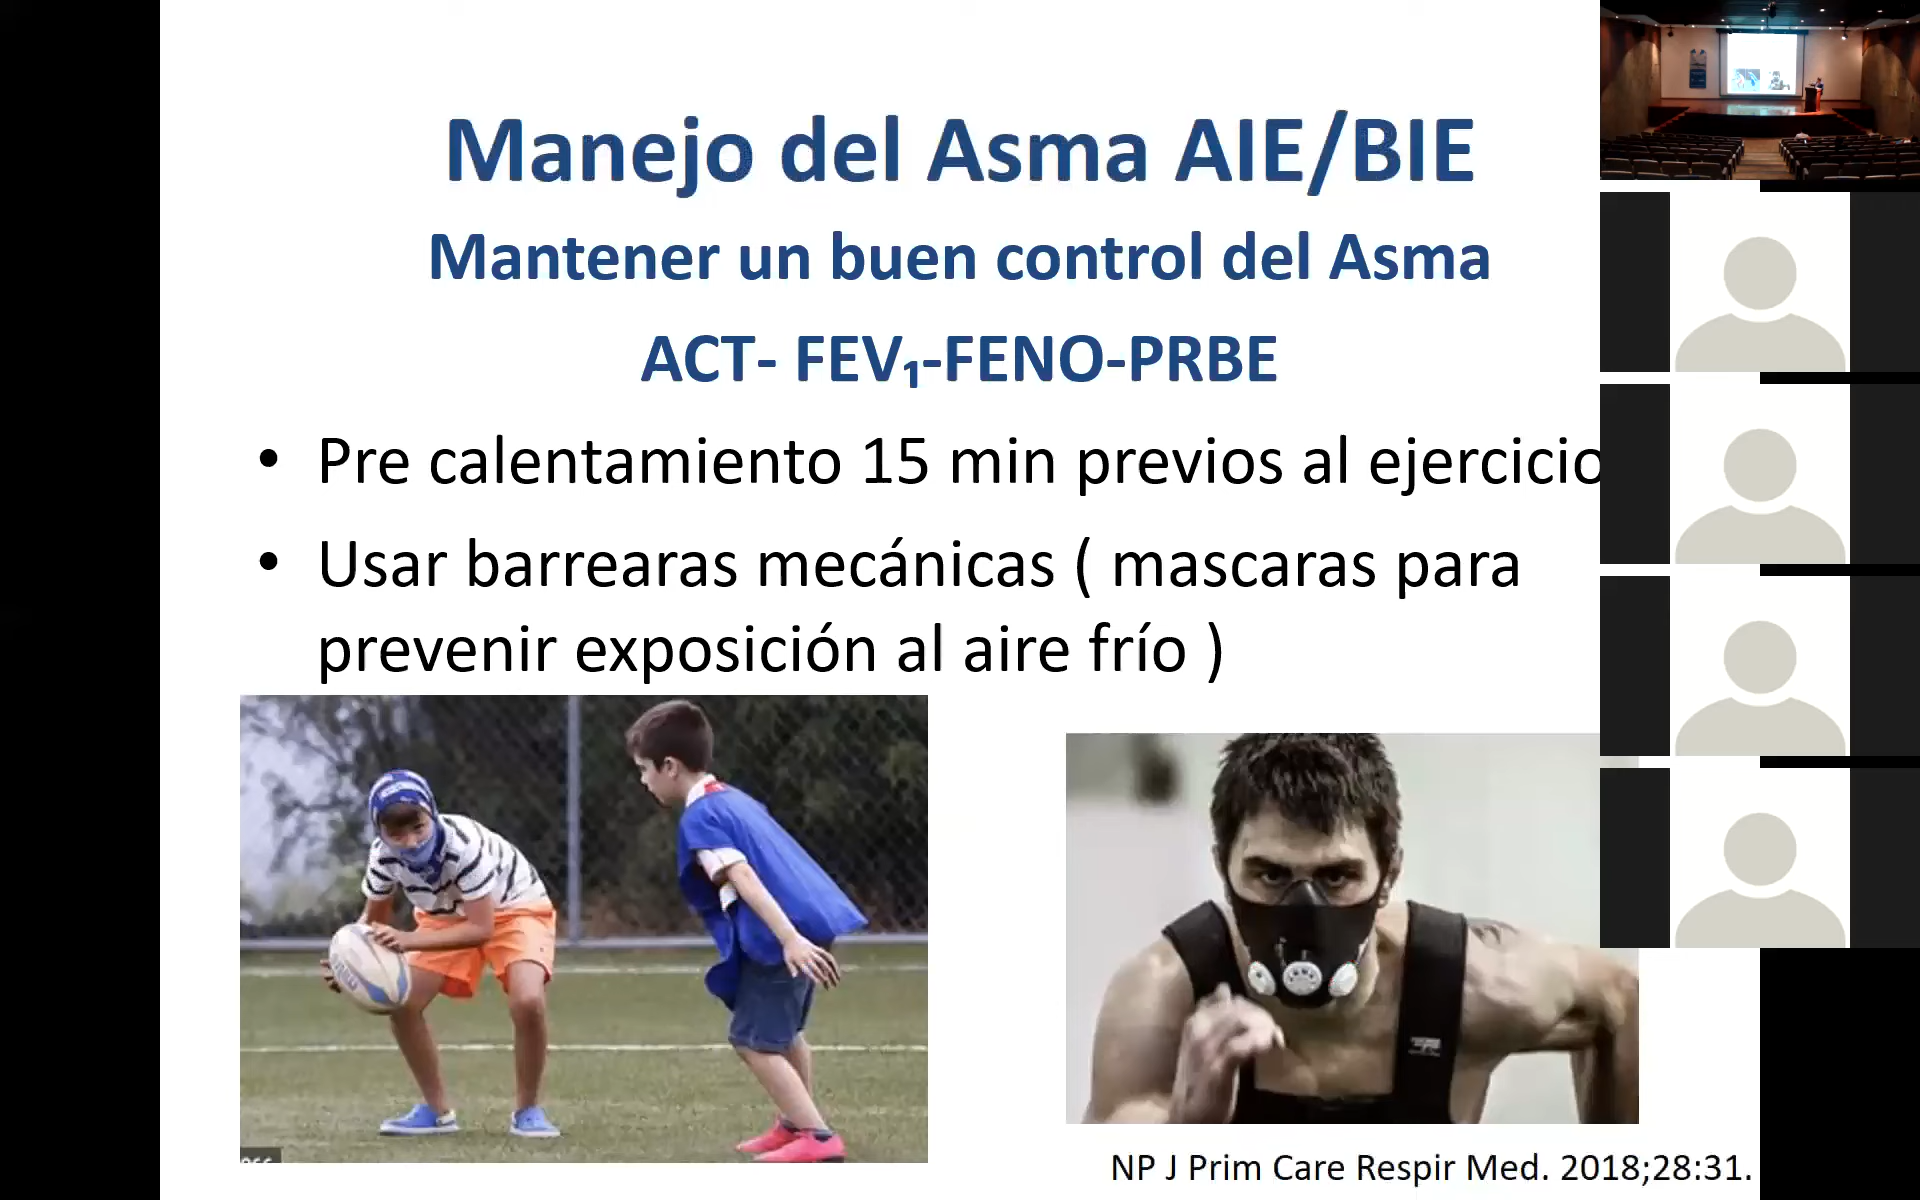 Manejo del Asma AIE/BIE
Mantener un buen control del Asma
ACT- FEV₁-FENO-PRBE
• Pre calentamiento 15 min previos al ejercicio
• Usar barrearas mecánicas ( mascaras para
prevenir exposición al aire frío )
NP J Prim Care Respir Med. 2018;28:31.